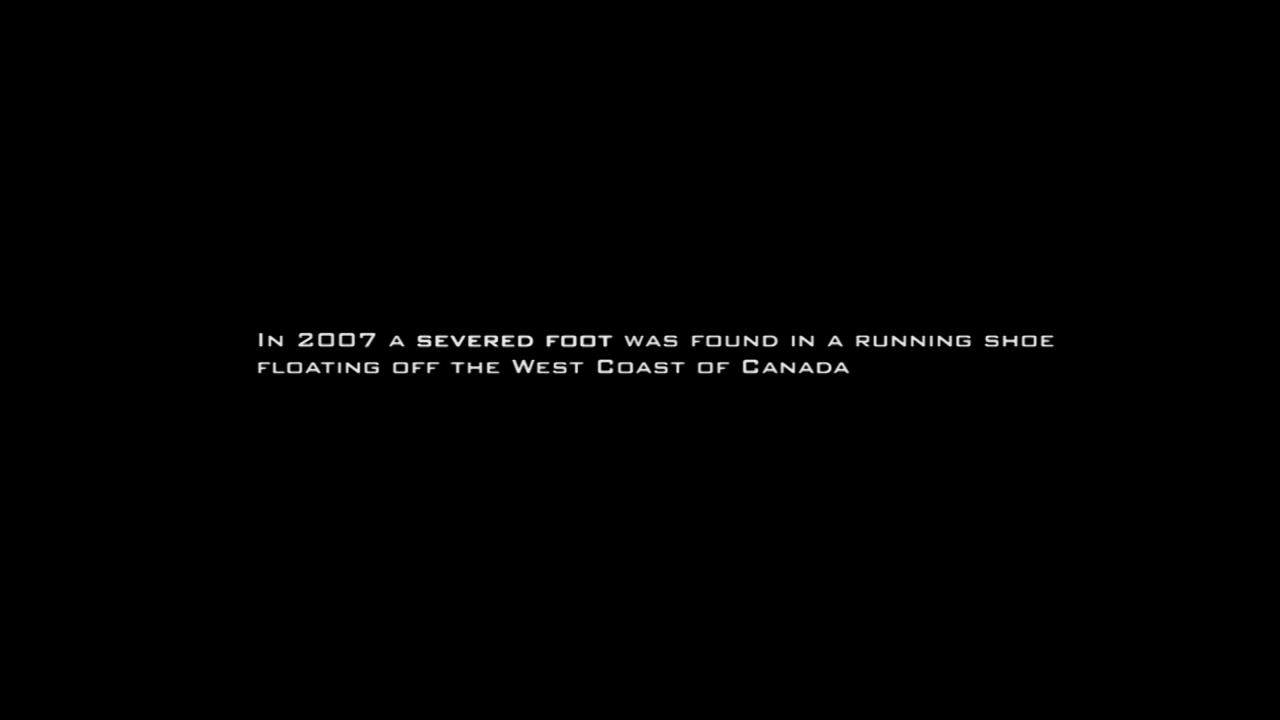 In 2007 a severed foot was found in a running shoe
floating off the West Coast of Canada